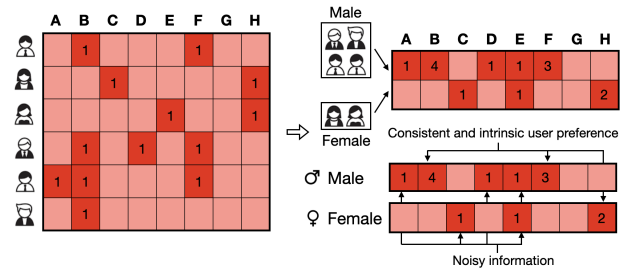 A B C D E F G H
1 1
1 1
1 1
1 1 1
1 1 1
1
Male
Female
A B C D E F G H
1 4 1 1 3
1 1 2
Consistent and intrinsic user preference
♂ Male 1 4 1 1 3
♀ Female 1 1 2
Noisy information